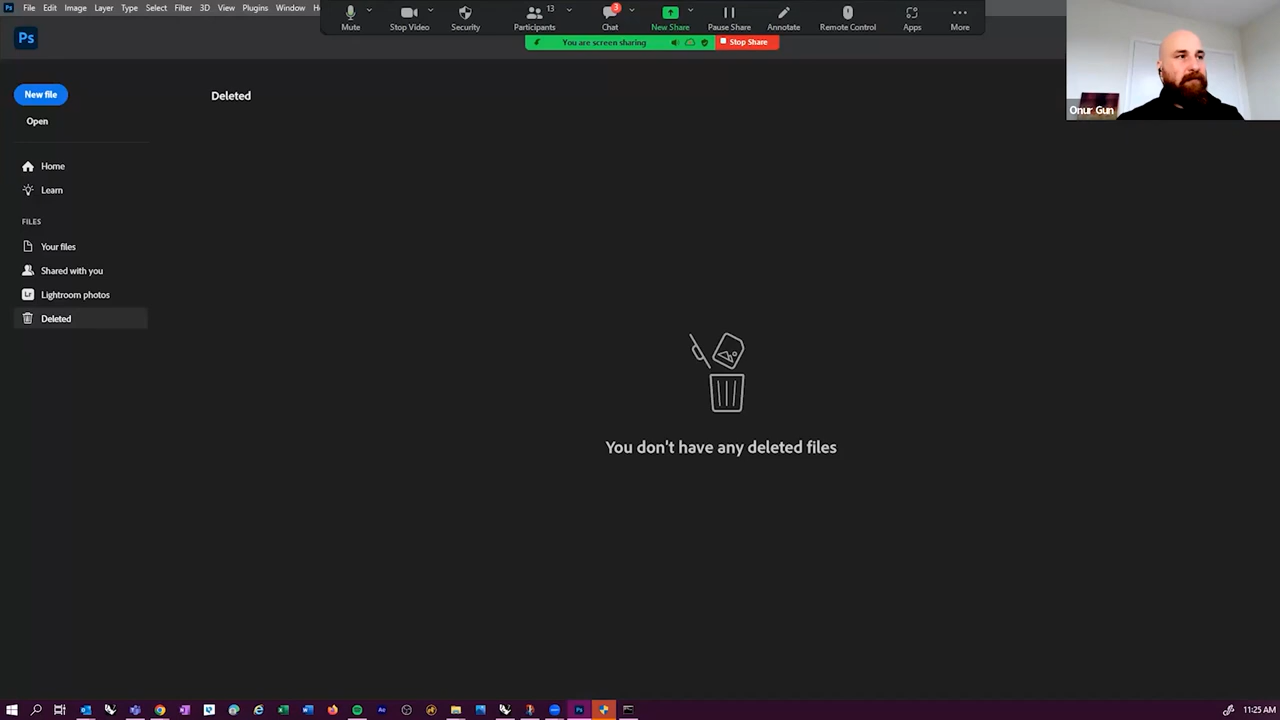 File Edit Image Layer Type Select Filter 3D View Plugins Window
Mute Stop Video Security Participants 13 Chat 3 New Share Pause Share Annotate Remote Control Apps More
You are screen sharing Stop Share
Ps
Onur Gun
New file
Deleted
Open
Home
Learn
FILES
Your files
Shared with you
Lr Lightroom photos
Deleted
You don't have any deleted files
11:25 AM